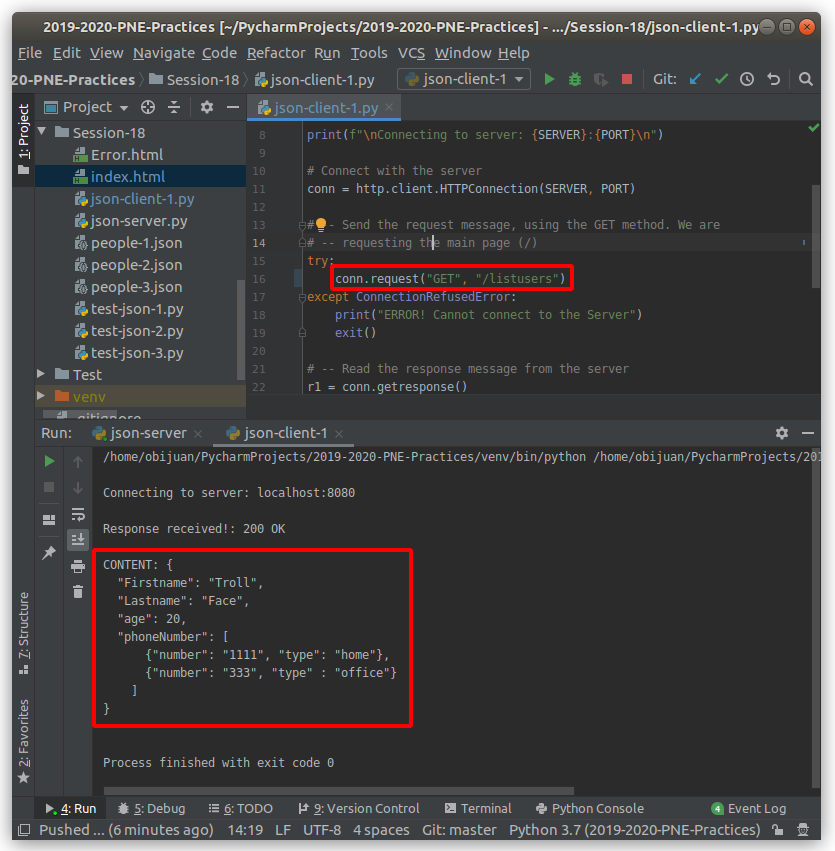 2019-2020-PNE-Practices [~/PycharmProjects/2019-2020-PNE-Practices] - .../Session-18/json-client-1.py
File Edit View Navigate Code Refactor Run Tools VCS Window Help
20-PNE-Practices Session-18 json-client-1.py json-client-1 Git:
1: Project
Project
json-client-1.py
Session-18
Error.html
index.html
json-client-1.py
json-server.py
people-1.json
people-2.json
people-3.json
test-json-1.py
test-json-2.py
test-json-3.py
Test
venv
.gitignore
8 print(f"\nConnecting to server: {SERVER}:{PORT}\n")
9
10 # Connect with the server
11 conn = http.client.HTTPConnection(SERVER, PORT)
12
13 # - Send the request message, using the GET method. We are
14 # -- requesting the main page (/)
15 try:
16 conn.request("GET", "/listusers")
17 except ConnectionRefusedError:
18 print("ERROR! Cannot connect to the Server")
19 exit()
20
21 # -- Read the response message from the server
22 r1 = conn.getresponse()
Run: json-server json-client-1
/home/obijuan/PycharmProjects/2019-2020-PNE-Practices/venv/bin/python /home/obijuan/PycharmProjects/201
Connecting to server: localhost:8080
Response received!: 200 OK
CONTENT: {
"Firstname": "Troll",
"Lastname": "Face",
"age": 20,
"phoneNumber": [
{"number": "1111", "type": "home"},
{"number": "333", "type" : "office"}
]
}
Process finished with exit code 0
7: Structure
2: Favorites
4: Run 5: Debug 6: TODO 9: Version Control Terminal Python Console 4 Event Log
Pushed ... (6 minutes ago) 14:19 LF UTF-8 4 spaces Git: master Python 3.7 (2019-2020-PNE-Practices)